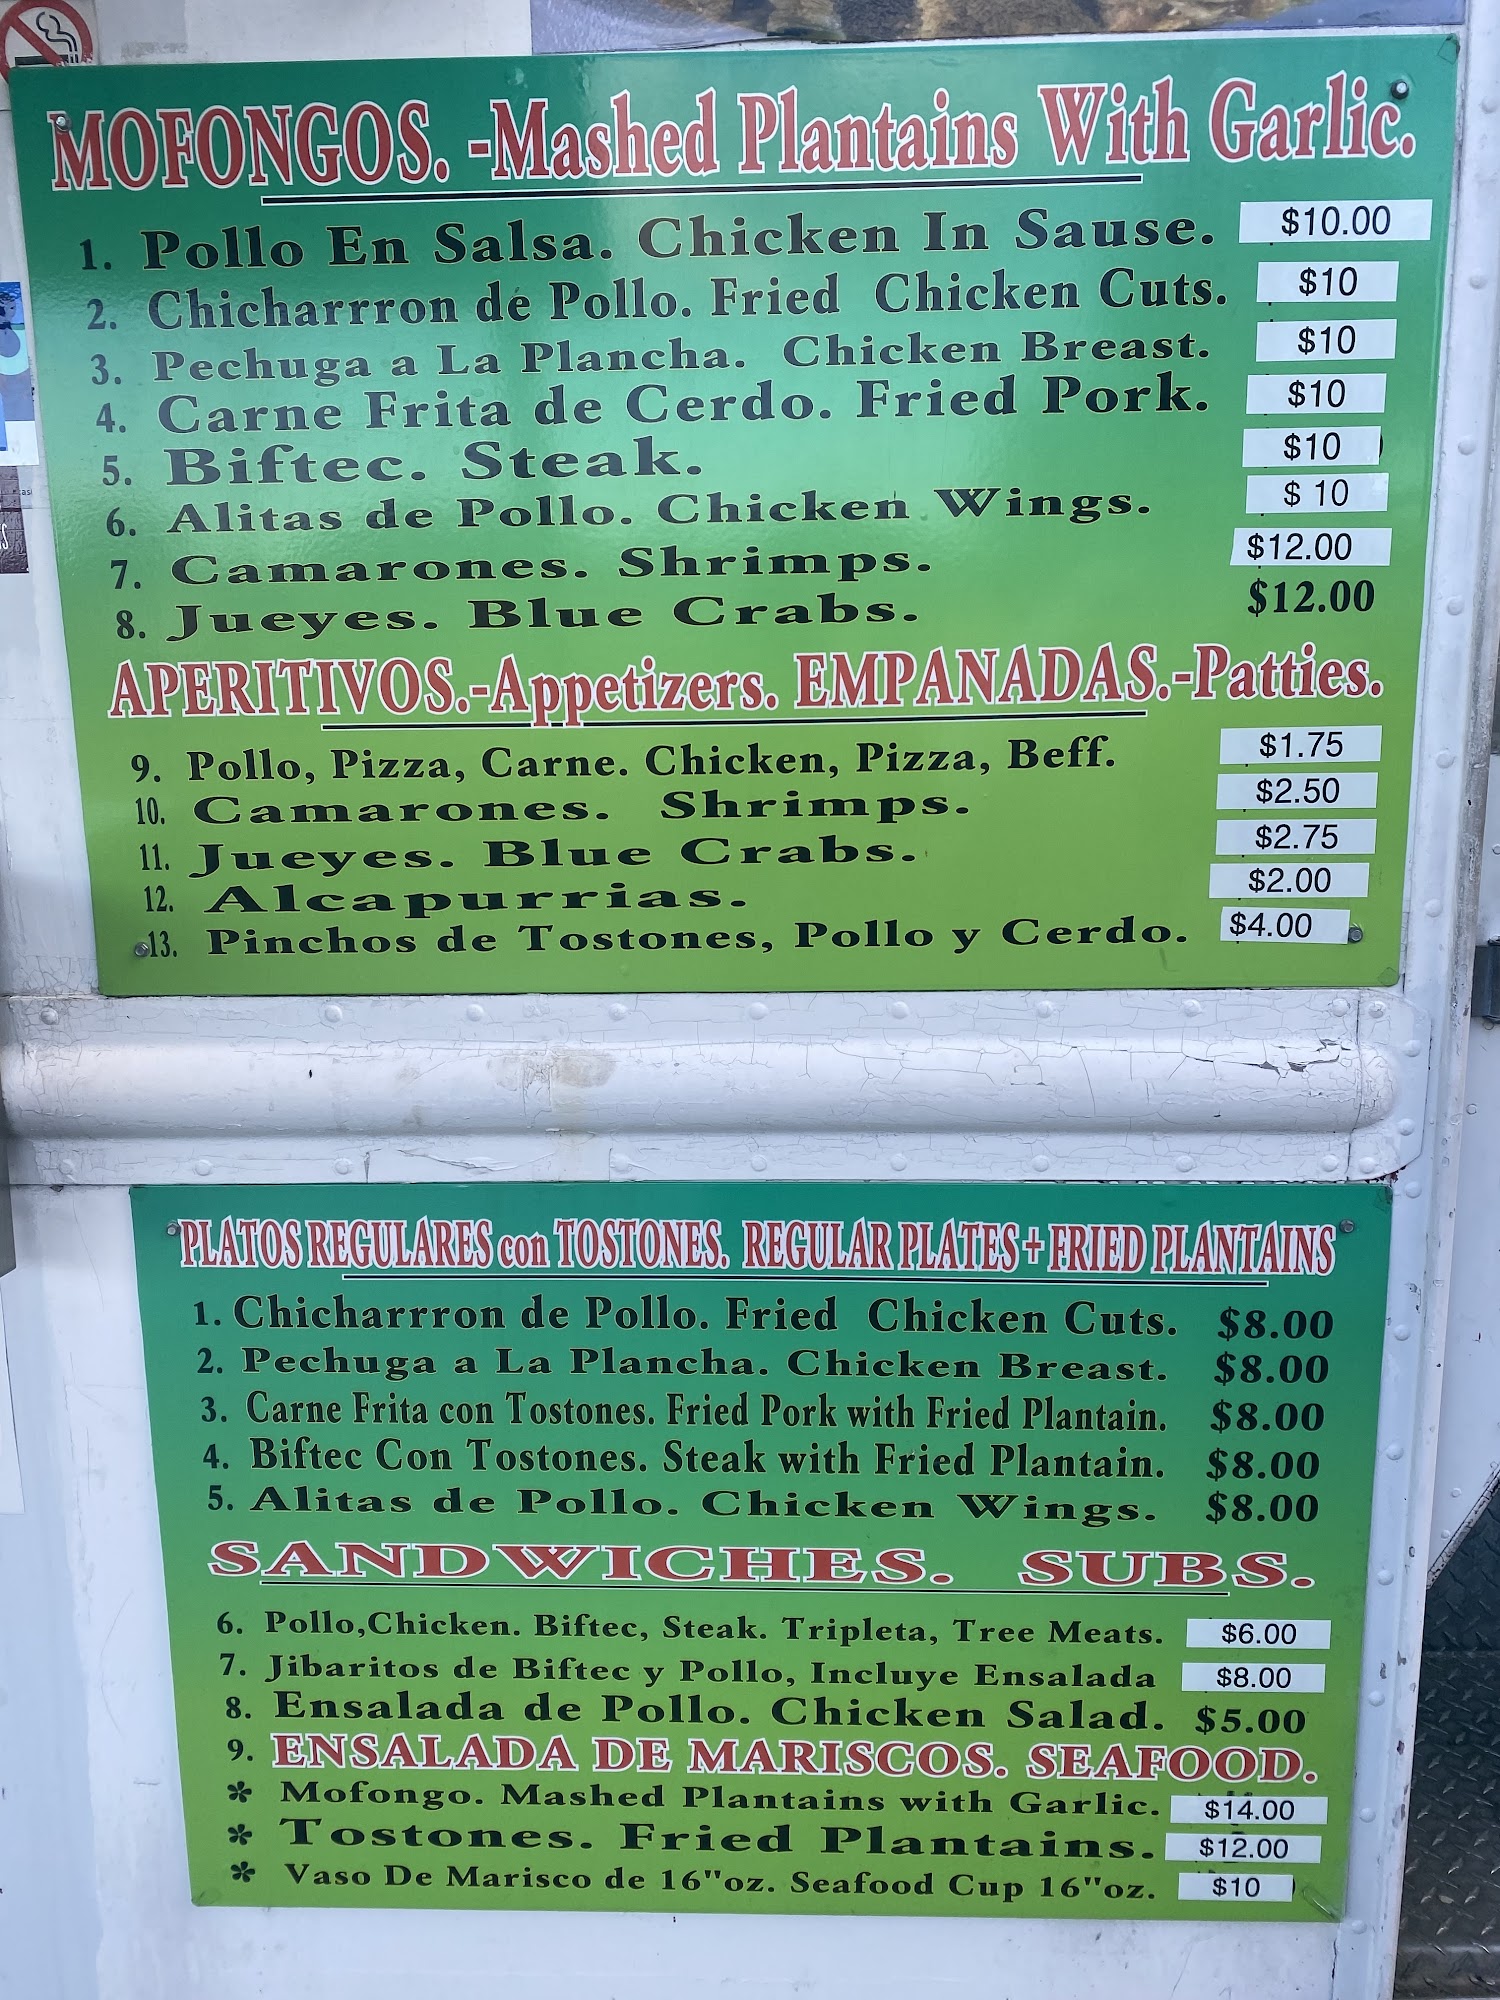 MOFONGOS. -Mashed Plantains With Garlic.
1. Pollo En Salsa. Chicken In Sause. $10.00
2. Chicharrron de Pollo. Fried Chicken Cuts. $10
3. Pechuga a La Plancha. Chicken Breast. $10
4. Carne Frita de Cerdo. Fried Pork. $10
5. Biftec. Steak. $10
6. Alitas de Pollo. Chicken Wings. $ 10
7. Camarones. Shrimps. $12.00
8. Jueyes. Blue Crabs. $12.00
APERITIVOS.-Appetizers. EMPANADAS.-Patties.
9. Pollo, Pizza, Carne. Chicken, Pizza, Beff. $1.75
10. Camarones. Shrimps. $2.50
11. Jueyes. Blue Crabs. $2.75
12. Alcapurrias. $2.00
13. Pinchos de Tostones, Pollo y Cerdo. $4.00
PLATOS REGULARES con TOSTONES. REGULAR PLATES + FRIED PLANTAINS
1. Chicharrron de Pollo. Fried Chicken Cuts. $8.00
2. Pechuga a La Plancha. Chicken Breast. $8.00
3. Carne Frita con Tostones. Fried Pork with Fried Plantain. $8.00
4. Biftec Con Tostones. Steak with Fried Plantain. $8.00
5. Alitas de Pollo. Chicken Wings. $8.00
SANDWICHES. SUBS.
6. Pollo,Chicken. Biftec, Steak. Tripleta, Tree Meats. $6.00
7. Jibaritos de Biftec y Pollo, Incluye Ensalada $8.00
8. Ensalada de Pollo. Chicken Salad. $5.00
9. ENSALADA DE MARISCOS. SEAFOOD.
* Mofongo. Mashed Plantains with Garlic. $14.00
* Tostones. Fried Plantains. $12.00
* Vaso De Marisco de 16"oz. Seafood Cup 16"oz. $10